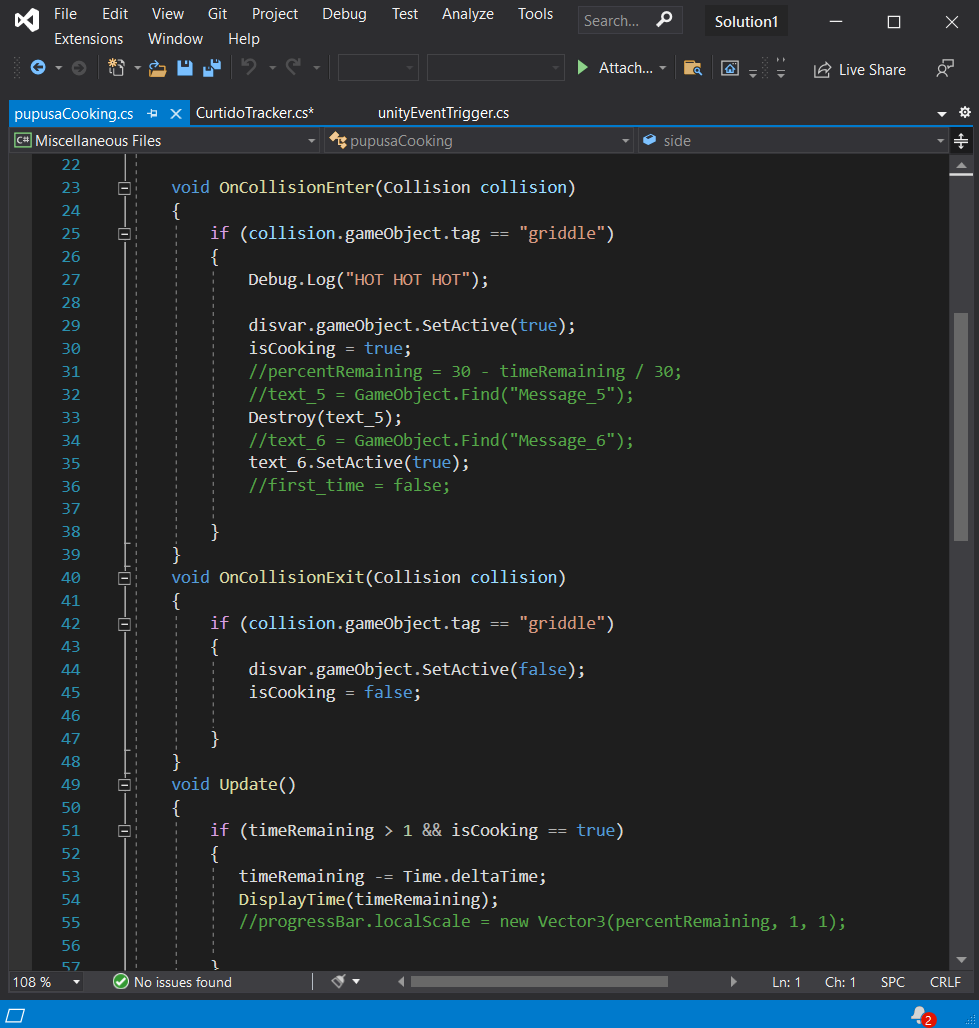 File Edit View Git Project Debug Test Analyze Tools Search... Solution1
Extensions Window Help
Attach... Live Share
pupusaCooking.cs CurtidoTracker.cs* unityEventTrigger.cs
C# Miscellaneous Files pupusaCooking side
22
23 void OnCollisionEnter(Collision collision)
24 {
25 if (collision.gameObject.tag == "griddle")
26 {
27 Debug.Log("HOT HOT HOT");
28
29 disvar.gameObject.SetActive(true);
30 isCooking = true;
31 //percentRemaining = 30 - timeRemaining / 30;
32 //text_5 = GameObject.Find("Message_5");
33 Destroy(text_5);
34 //text_6 = GameObject.Find("Message_6");
35 text_6.SetActive(true);
36 //first_time = false;
37
38 }
39 }
40 void OnCollisionExit(Collision collision)
41 {
42 if (collision.gameObject.tag == "griddle")
43 {
44 disvar.gameObject.SetActive(false);
45 isCooking = false;
46
47 }
48 }
49 void Update()
50 {
51 if (timeRemaining > 1 && isCooking == true)
52 {
53 timeRemaining -= Time.deltaTime;
54 DisplayTime(timeRemaining);
55 //progressBar.localScale = new Vector3(percentRemaining, 1, 1);
56
57 }
108 % No issues found Ln: 1 Ch: 1 SPC CRLF
2